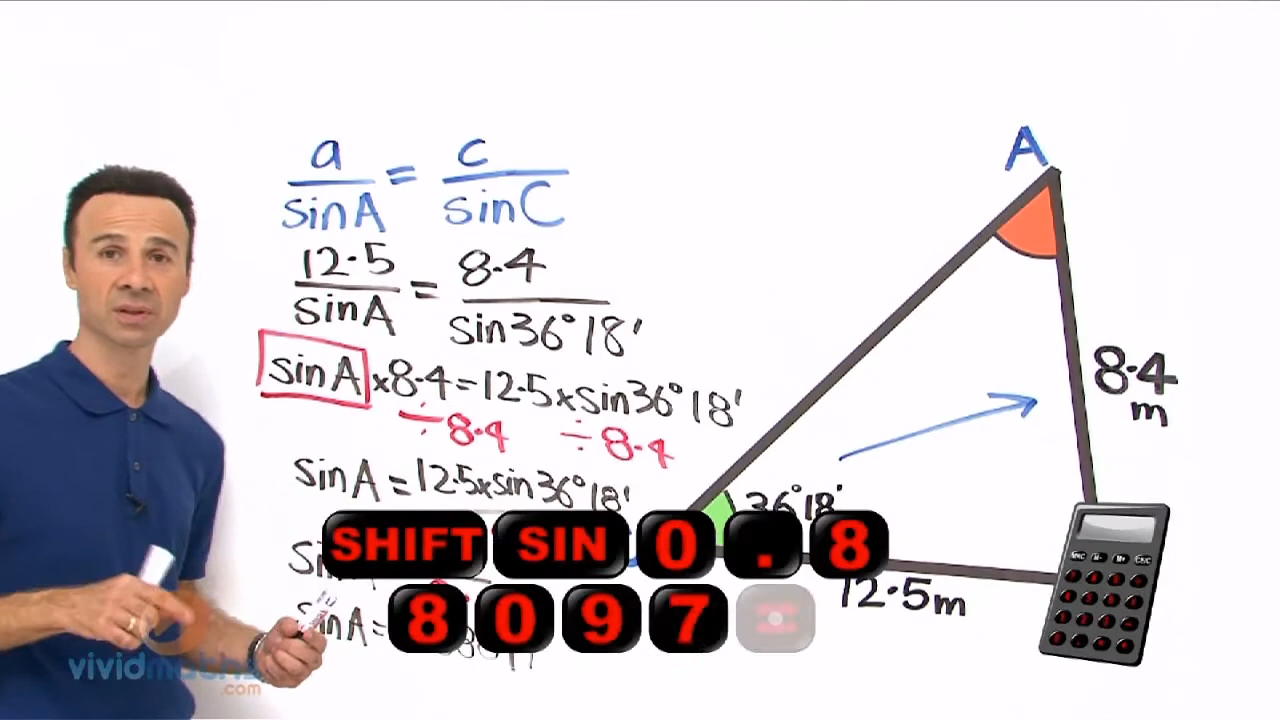 a / sinA = c / sinC
12.5 / sinA = 8.4 / sin36°18'
sinA × 8.4 = 12.5 × sin36°18'
÷ 8.4 ÷ 8.4
sinA = 12.5 × sin36°18'
sinA =
A
8.4
m
36°18'
12.5m
SHIFT SIN 0 . 8
8 0 9 7 =
vividmaths
.com